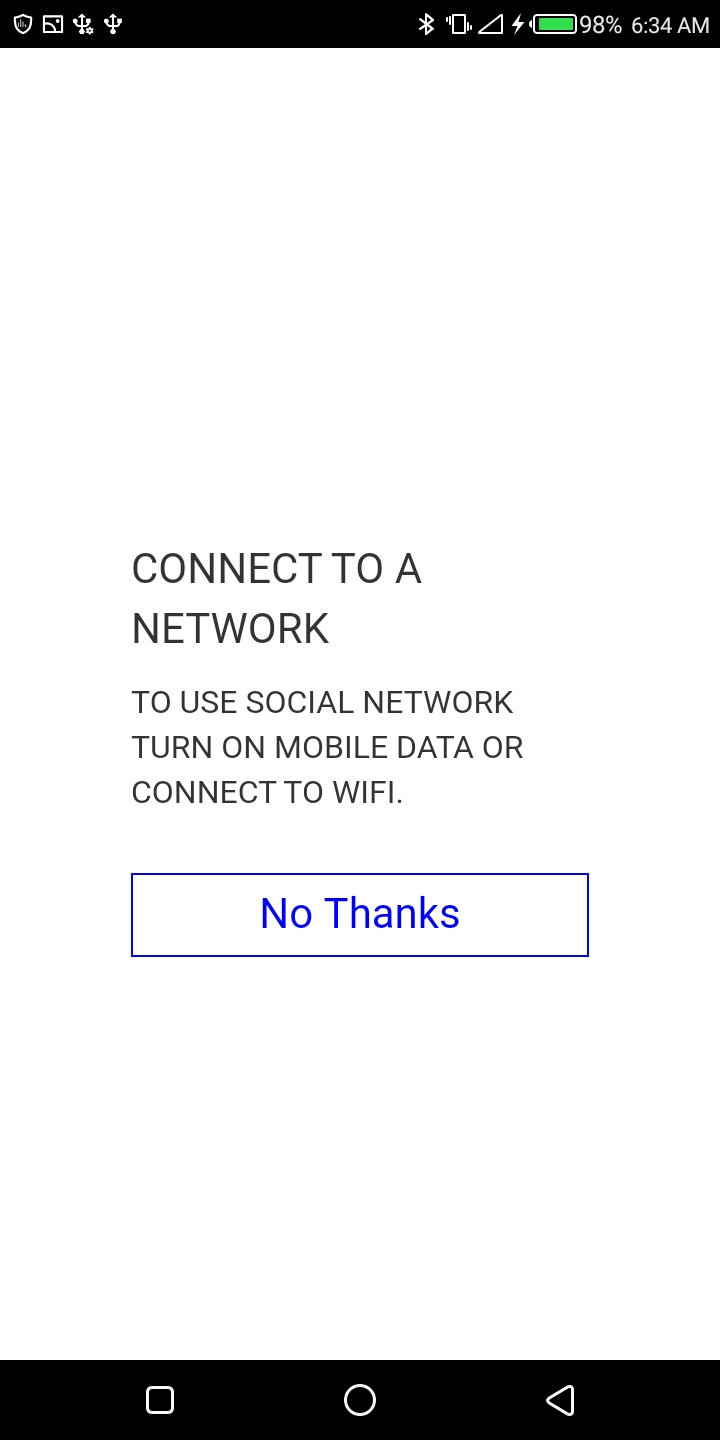 98% 6:34 AM
CONNECT TO A
NETWORK
TO USE SOCIAL NETWORK
TURN ON MOBILE DATA OR
CONNECT TO WIFI.
No Thanks